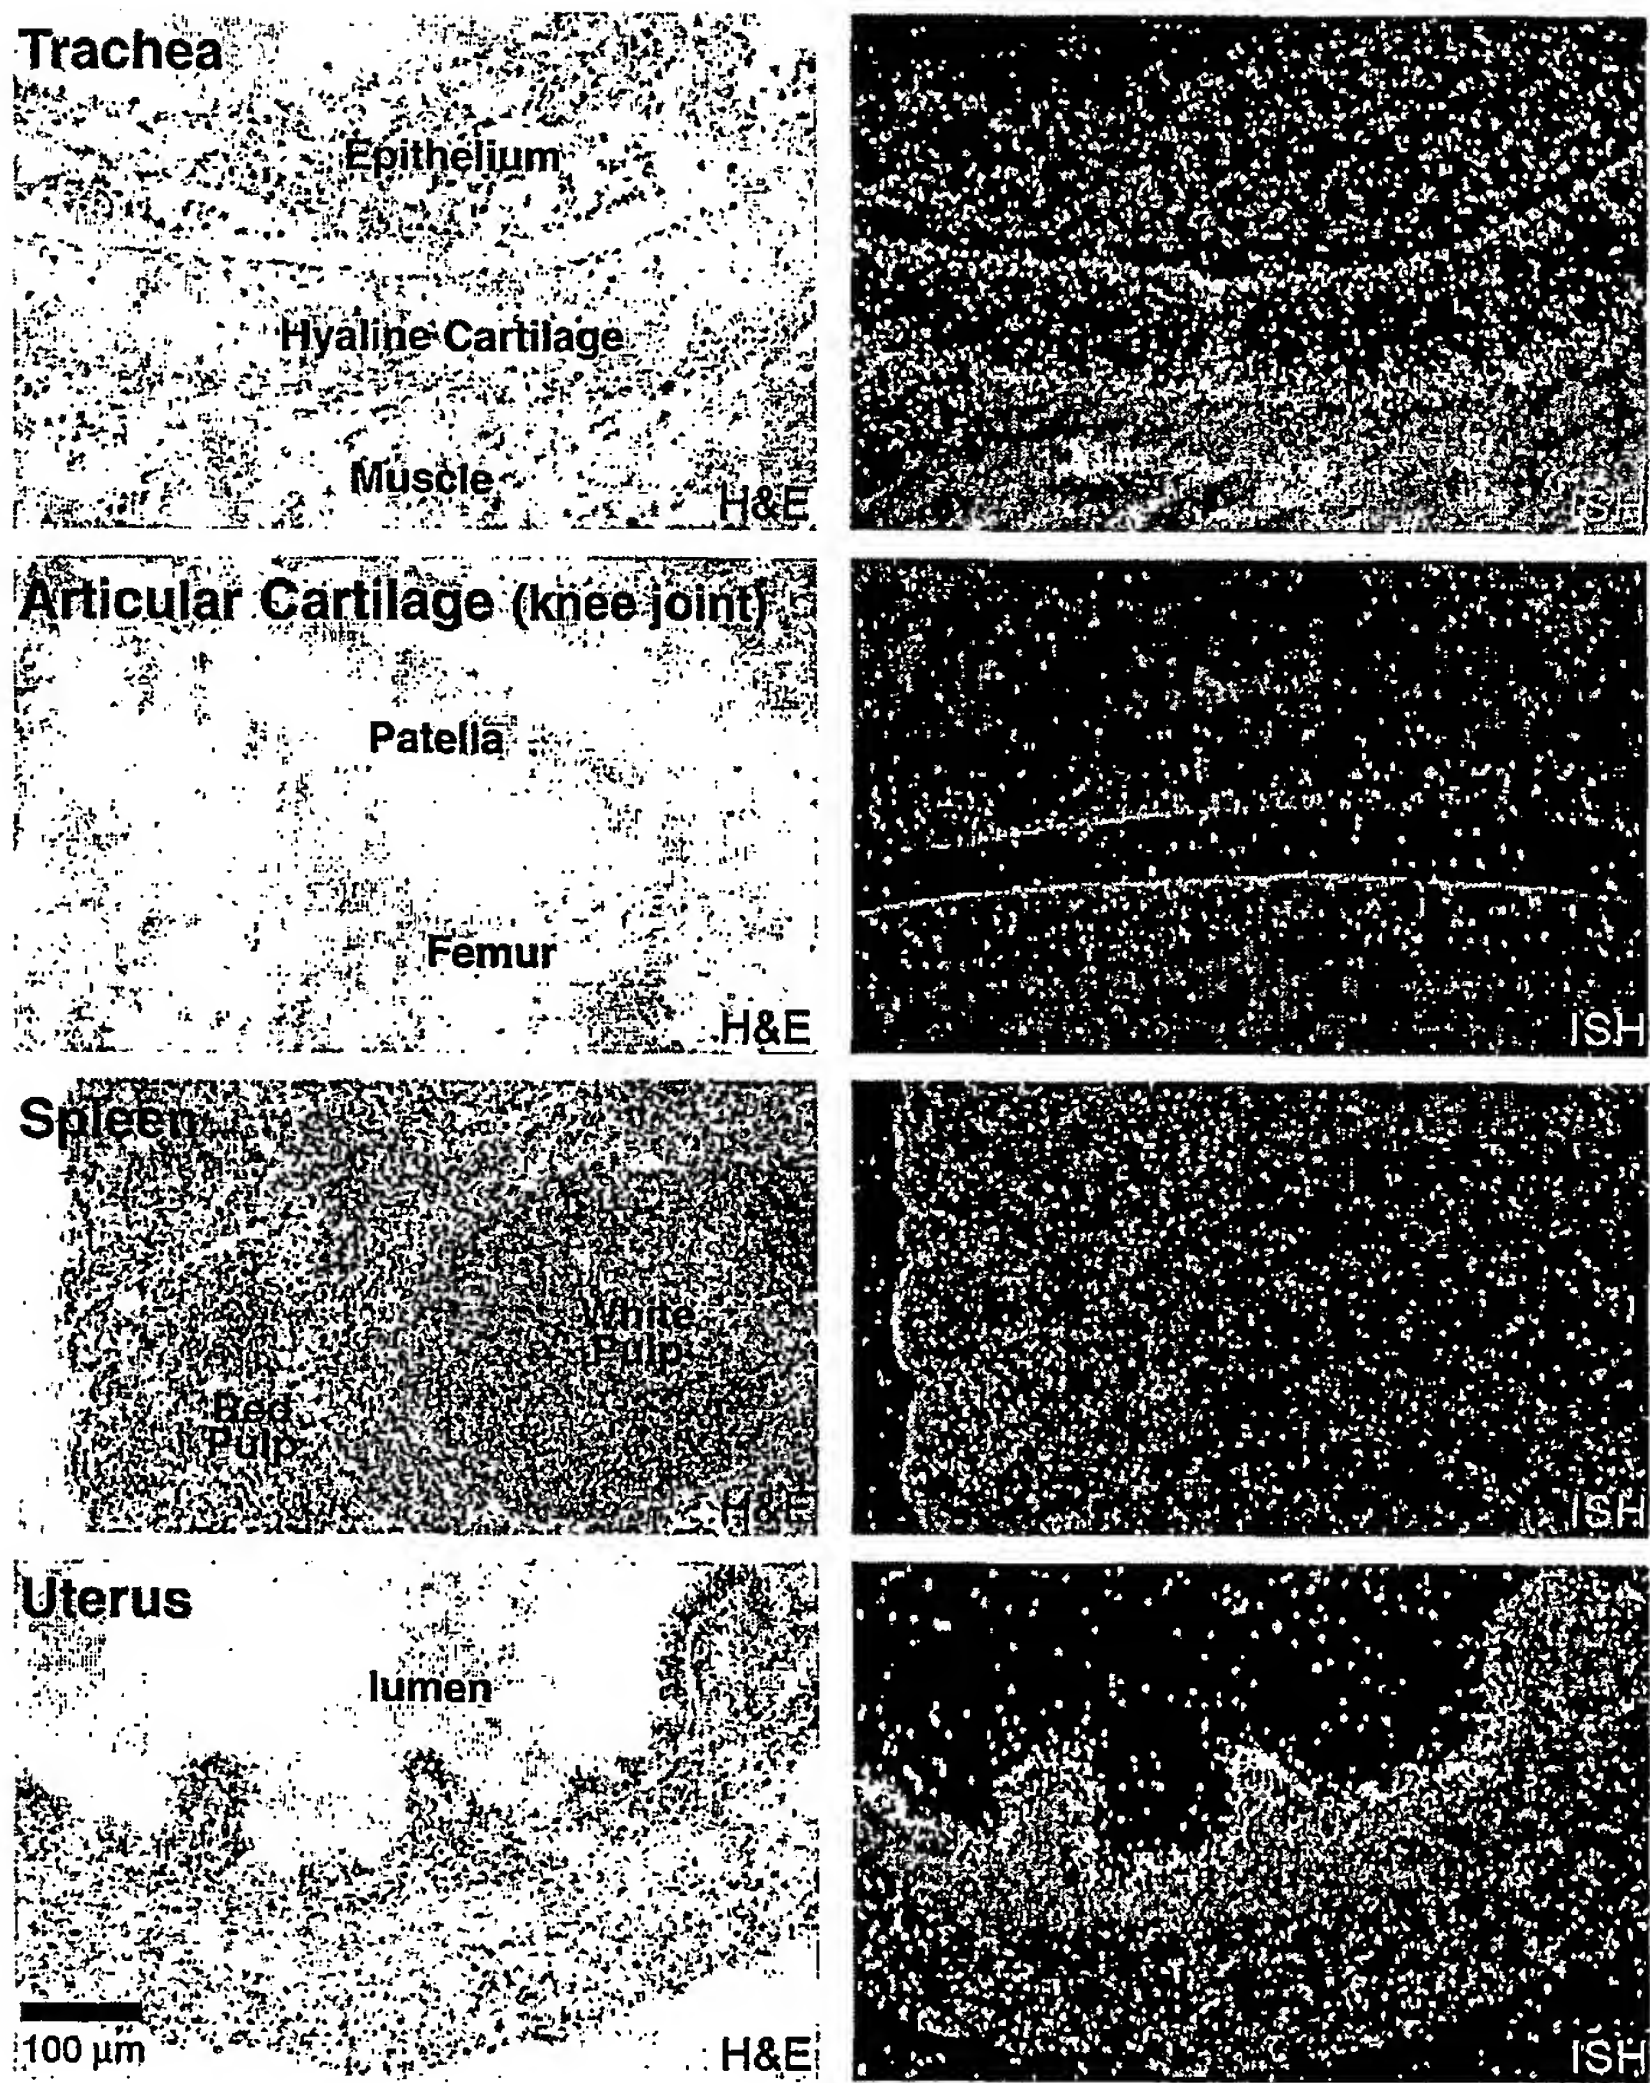 Trachea
Epithelium
Hyaline Cartilage
Muscle
H&E
ISH
Articular Cartilage (knee joint)
Patella
Femur
H&E
ISH
Spleen
White
Pulp
Red
Pulp
H&E
ISH
Uterus
lumen
100 µm
H&E
ISH